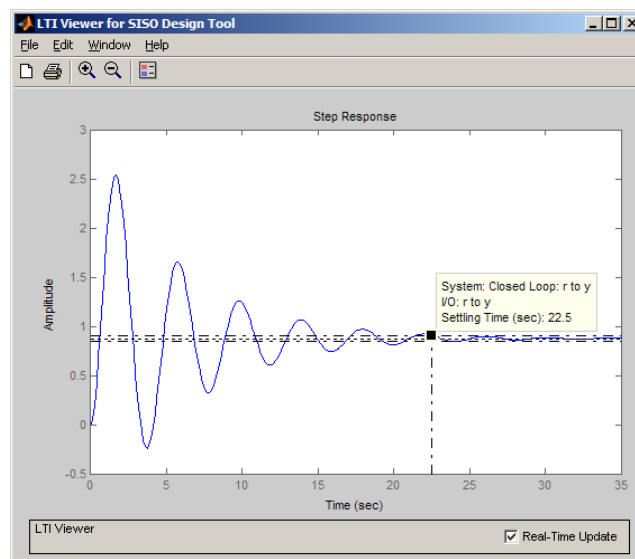 LTI Viewer for SISO Design Tool
File Edit Window Help
Step Response
Amplitude
3
2.5
2
1.5
1
0.5
0
-0.5
System: Closed Loop: r to y
I/O: r to y
Settling Time (sec): 22.5
0 5 10 15 20 25 30 35
Time (sec)
LTI Viewer
Real-Time Update